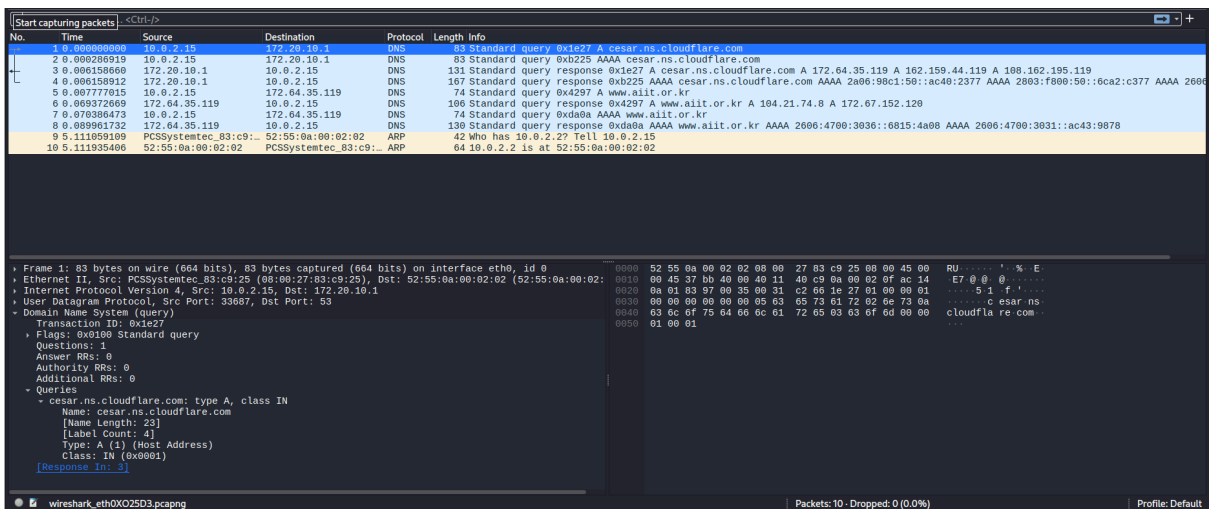 Start capturing packets ... <Ctrl-/>
No. Time Source Destination Protocol Length Info
1 0.000000000 10.0.2.15 172.20.10.1 DNS 83 Standard query 0x1e27 A cesar.ns.cloudflare.com
2 0.000286919 10.0.2.15 172.20.10.1 DNS 83 Standard query 0xb225 AAAA cesar.ns.cloudflare.com
3 0.006158660 172.20.10.1 10.0.2.15 DNS 131 Standard query response 0x1e27 A cesar.ns.cloudflare.com A 172.64.35.119 A 162.159.44.119 A 108.162.195.119
4 0.006158912 172.20.10.1 10.0.2.15 DNS 167 Standard query response 0xb225 AAAA cesar.ns.cloudflare.com AAAA 2a06:98c1:50::ac40:2377 AAAA 2803:f800:50::6ca2:c377 AAAA 2606
5 0.007777015 10.0.2.15 172.64.35.119 DNS 74 Standard query 0x4297 A www.aiit.or.kr
6 0.069372669 172.64.35.119 10.0.2.15 DNS 106 Standard query response 0x4297 A www.aiit.or.kr A 104.21.74.8 A 172.67.152.120
7 0.070386473 10.0.2.15 172.64.35.119 DNS 74 Standard query 0xda0a AAAA www.aiit.or.kr
8 0.089961732 172.64.35.119 10.0.2.15 DNS 130 Standard query response 0xda0a AAAA www.aiit.or.kr AAAA 2606:4700:3036::6815:4a08 AAAA 2606:4700:3031::ac43:9878
9 5.111059109 PCSSystemtec_83:c9:… 52:55:0a:00:02:02 ARP 42 Who has 10.0.2.2? Tell 10.0.2.15
10 5.111935406 52:55:0a:00:02:02 PCSSystemtec_83:c9:… ARP 64 10.0.2.2 is at 52:55:0a:00:02:02
Frame 1: 83 bytes on wire (664 bits), 83 bytes captured (664 bits) on interface eth0, id 0
Ethernet II, Src: PCSSystemtec_83:c9:25 (08:00:27:83:c9:25), Dst: 52:55:0a:00:02:02 (52:55:0a:00:02:
Internet Protocol Version 4, Src: 10.0.2.15, Dst: 172.20.10.1
User Datagram Protocol, Src Port: 33687, Dst Port: 53
Domain Name System (query)
Transaction ID: 0x1e27
Flags: 0x0100 Standard query
Questions: 1
Answer RRs: 0
Authority RRs: 0
Additional RRs: 0
Queries
cesar.ns.cloudflare.com: type A, class IN
Name: cesar.ns.cloudflare.com
[Name Length: 23]
[Label Count: 4]
Type: A (1) (Host Address)
Class: IN (0x0001)
[Response In: 3]
0000 52 55 0a 00 02 02 08 00 27 83 c9 25 08 00 45 00 RU······ '··%··E·
0010 00 45 37 bb 40 00 40 11 40 c9 0a 00 02 0f ac 14 ·E7·@·@· @·······
0020 0a 01 83 97 00 35 00 31 c2 66 1e 27 01 00 00 01 ·····5·1 ·f·'····
0030 00 00 00 00 00 00 05 63 65 73 61 72 02 6e 73 0a ·······c esar·ns·
0040 63 6c 6f 75 64 66 6c 61 72 65 03 63 6f 6d 00 00 cloudfla re·com··
0050 01 00 01 ···
wireshark_eth0XO25D3.pcapng
Packets: 10 · Dropped: 0 (0.0%)
Profile: Default